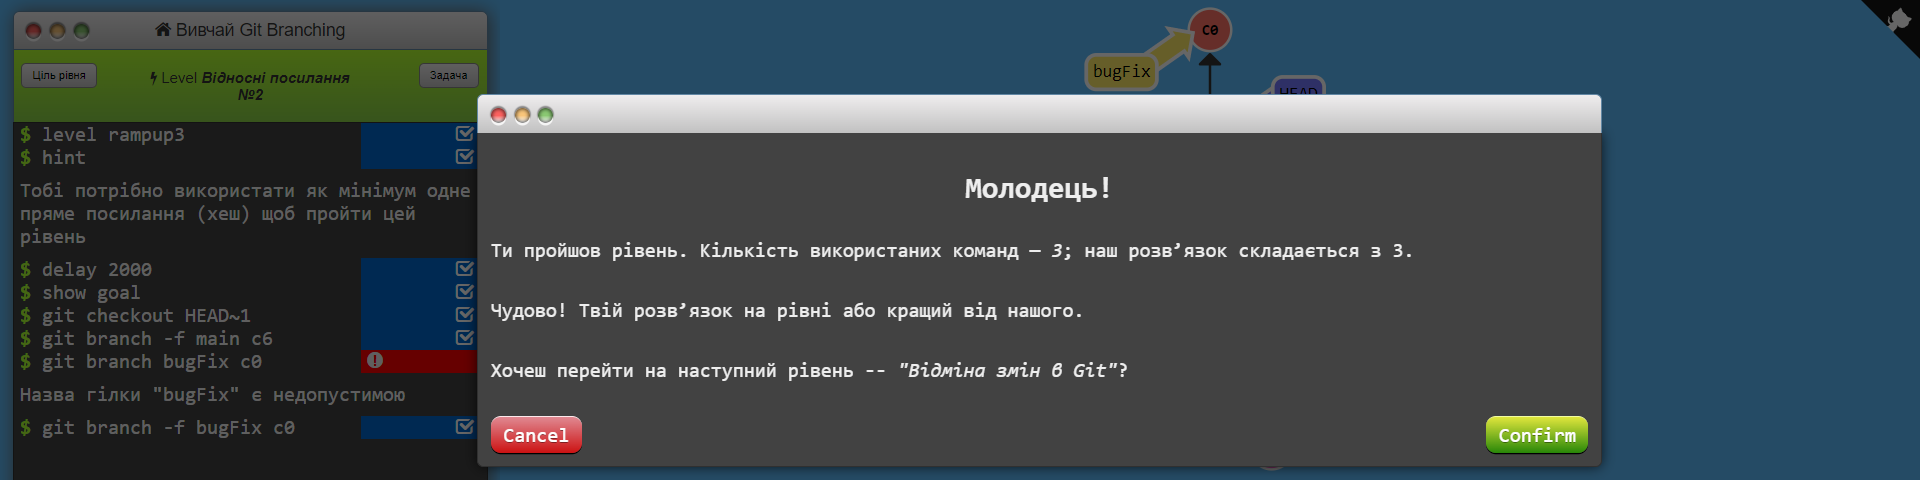 Вивчай Git Branching
Ціль рівня
Level Відносні посилання
№2
Задача
$ level rampup3
$ hint
Тобі потрібно використати як мінімум одне
пряме посилання (хеш) щоб пройти цей
рівень
$ delay 2000
$ show goal
$ git checkout HEAD~1
$ git branch -f main c6
$ git branch bugFix c0
Назва гілки "bugFix" є недопустимою
$ git branch -f bugFix c0
C0
bugFix
HEAD
Молодець!
Ти пройшов рівень. Кількість використаних команд — 3; наш розв’язок складається з 3.
Чудово! Твій розв’язок на рівні або кращий від нашого.
Хочеш перейти на наступний рівень -- "Відміна змін в Git"?
Cancel
Confirm